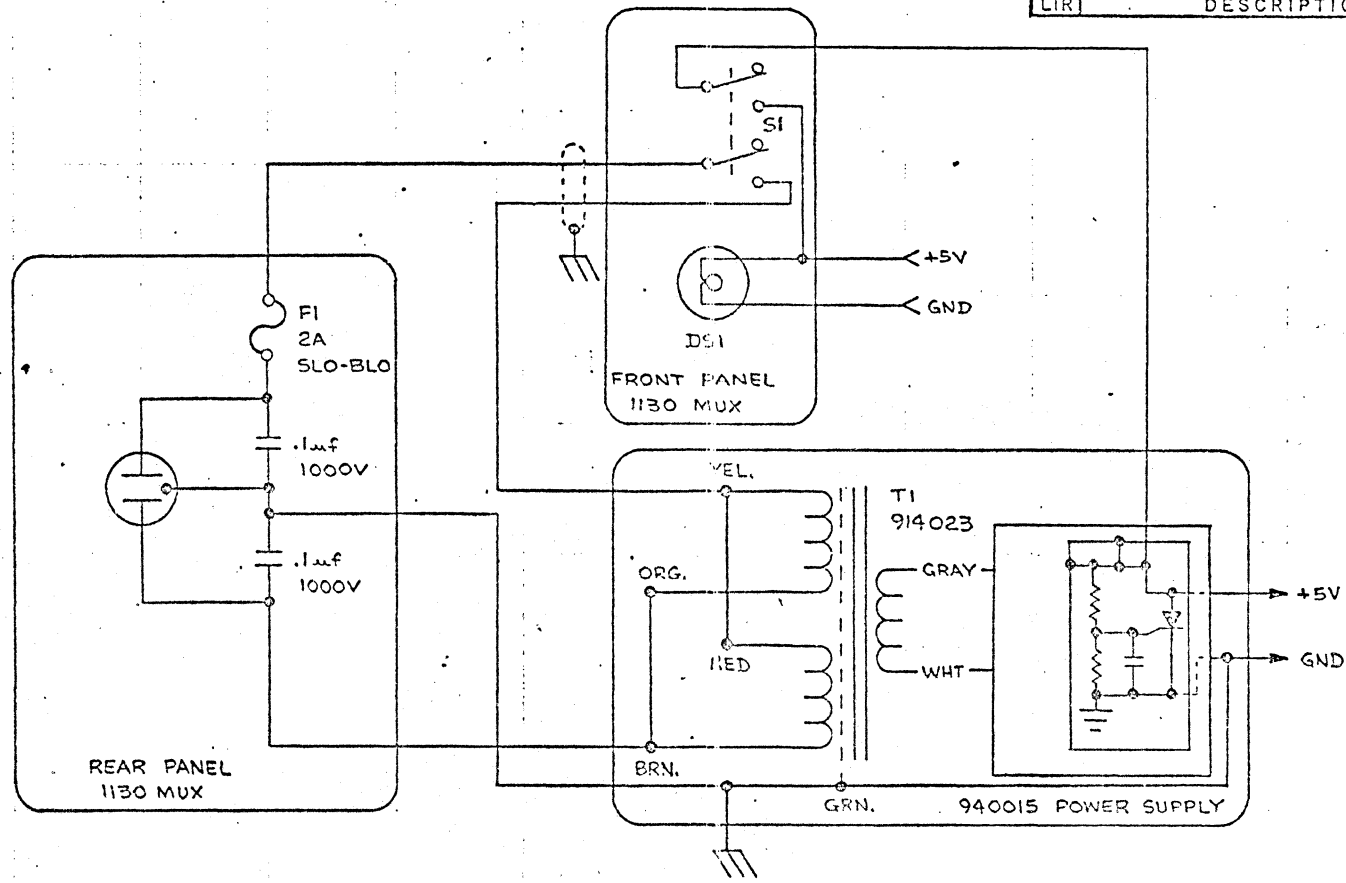 LTR DESCRIPTIO
S1
+5V
GND
DS1
FRONT PANEL
1130 MUX
F1
2A
SLO-BLO
.1uf
1000V
.1uf
1000V
REAR PANEL
1130 MUX
YEL.
T1
914023
ORG.
GRAY
RED
WHT
+5V
GND
BRN.
GRN.
940015 POWER SUPPLY